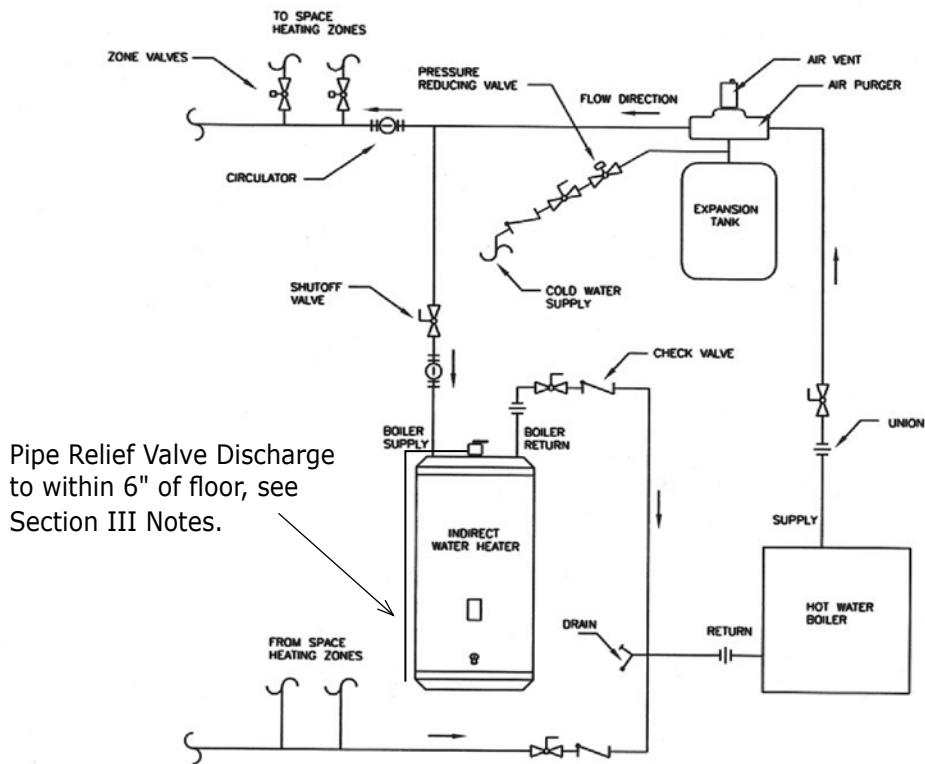 TO SPACE
HEATING ZONES
ZONE VALVES
PRESSURE
REDUCING VALVE
FLOW DIRECTION
AIR VENT
AIR PURGER
CIRCULATOR
EXPANSION
TANK
COLD WATER
SUPPLY
SHUTOFF
VALVE
CHECK VALVE
BOILER
SUPPLY
BOILER
RETURN
UNION
Pipe Relief Valve Discharge
to within 6" of floor, see
Section III Notes.
INDIRECT
WATER HEATER
SUPPLY
HOT WATER
BOILER
DRAIN
RETURN
FROM SPACE
HEATING ZONES